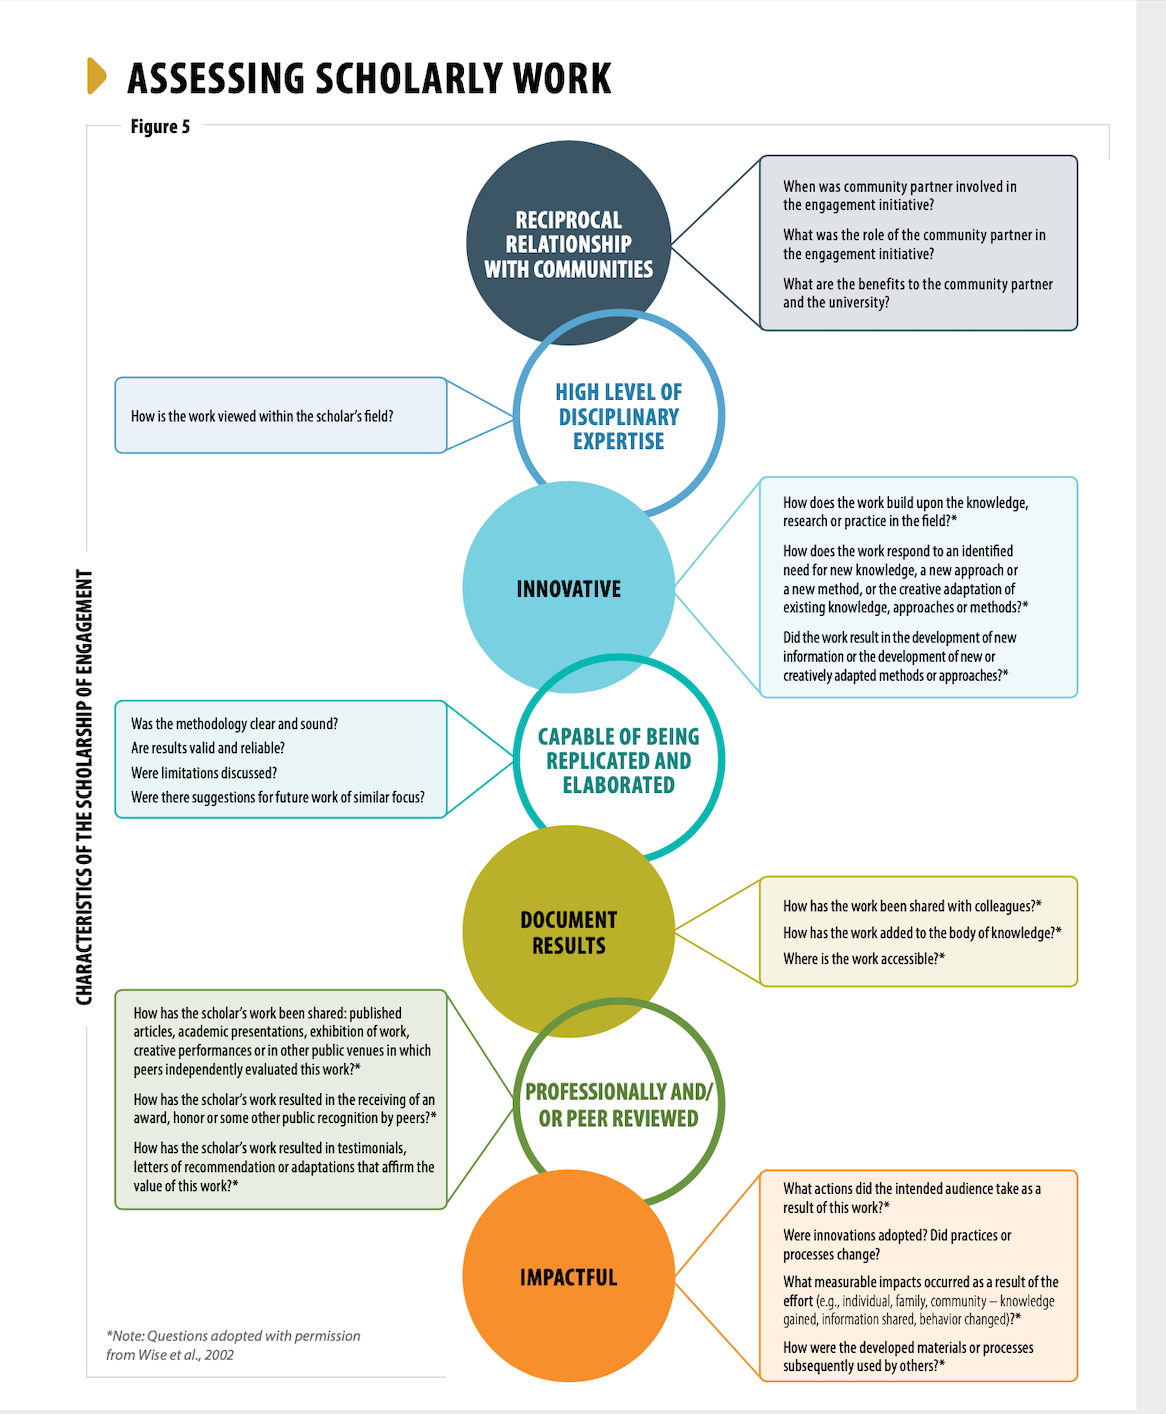 ASSESSING SCHOLARLY WORK
Figure 5
CHARACTERISTICS OF THE SCHOLARSHIP OF ENGAGEMENT
RECIPROCAL
RELATIONSHIP
WITH COMMUNITIES
When was community partner involved in
the engagement initiative?
What was the role of the community partner in
the engagement initiative?
What are the benefits to the community partner
and the university?
HIGH LEVEL OF
DISCIPLINARY
EXPERTISE
How is the work viewed within the scholar's field?
INNOVATIVE
How does the work build upon the knowledge,
research or practice in the field?*
How does the work respond to an identified
need for new knowledge, a new approach or
a new method, or the creative adaptation of
existing knowledge, approaches or methods?*
Did the work result in the development of new
information or the development of new or
creatively adapted methods or approaches?*
CAPABLE OF BEING
REPLICATED AND
ELABORATED
Was the methodology clear and sound?
Are results valid and reliable?
Were limitations discussed?
Were there suggestions for future work of similar focus?
DOCUMENT
RESULTS
How has the work been shared with colleagues?*
How has the work added to the body of knowledge?*
Where is the work accessible?*
PROFESSIONALLY AND/
OR PEER REVIEWED
How has the scholar's work been shared: published
articles, academic presentations, exhibition of work,
creative performances or in other public venues in which
peers independently evaluated this work?*
How has the scholar's work resulted in the receiving of an
award, honor or some other public recognition by peers?*
How has the scholar's work resulted in testimonials,
letters of recommendation or adaptations that affirm the
value of this work?*
IMPACTFUL
What actions did the intended audience take as a
result of this work?*
Were innovations adopted? Did practices or
processes change?
What measurable impacts occurred as a result of the
effort (e.g., individual, family, community – knowledge
gained, information shared, behavior changed)?*
How were the developed materials or processes
subsequently used by others?*
*Note: Questions adopted with permission
from Wise et al., 2002